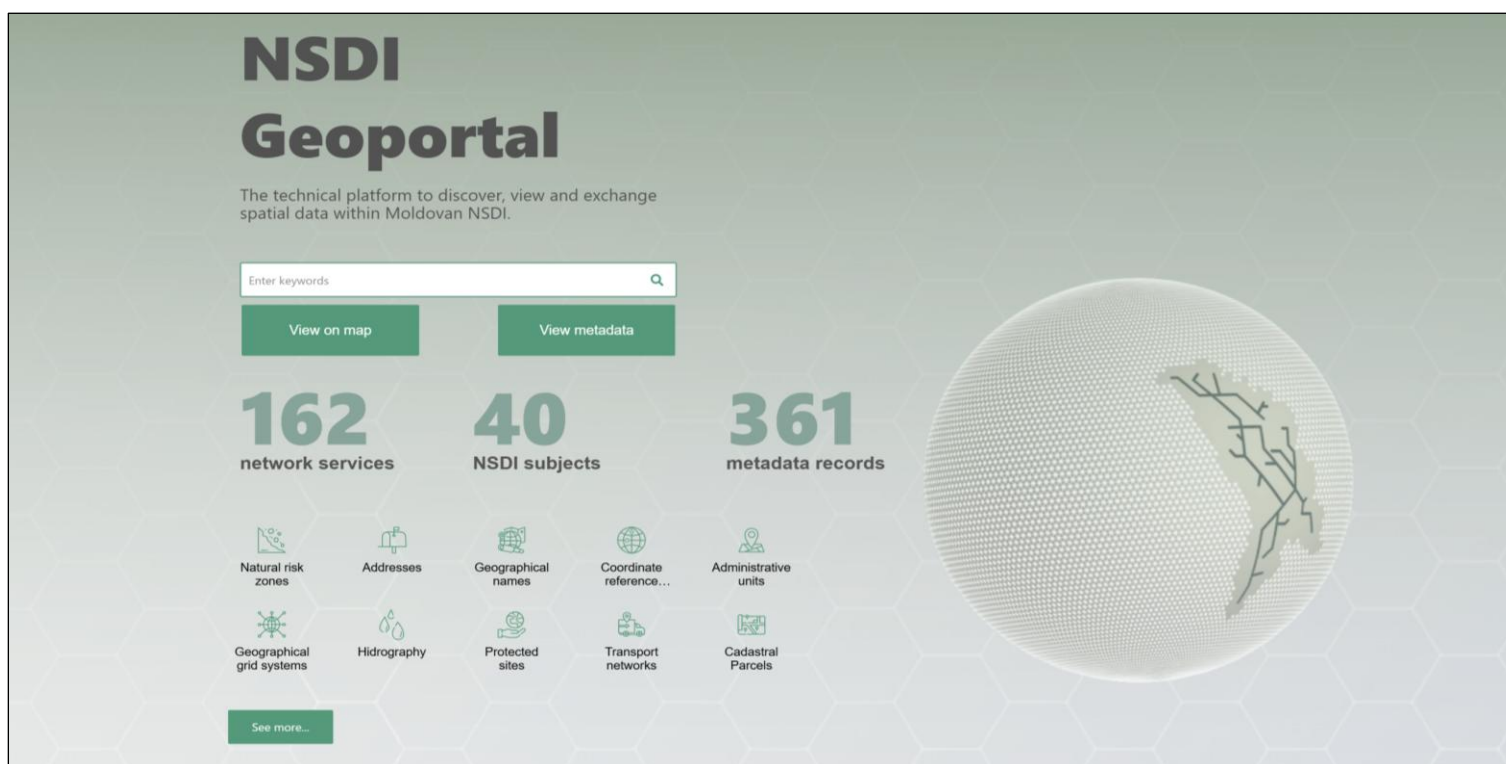 NSDI
Geoportal
The technical platform to discover, view and exchange
spatial data within Moldovan NSDI.
Enter keywords
View on map
View metadata
162
network services
40
NSDI subjects
361
metadata records
Natural risk
zones
Addresses
Geographical
names
Coordinate
reference...
Administrative
units
Geographical
grid systems
Hidrography
Protected
sites
Transport
networks
Cadastral
Parcels
See more...